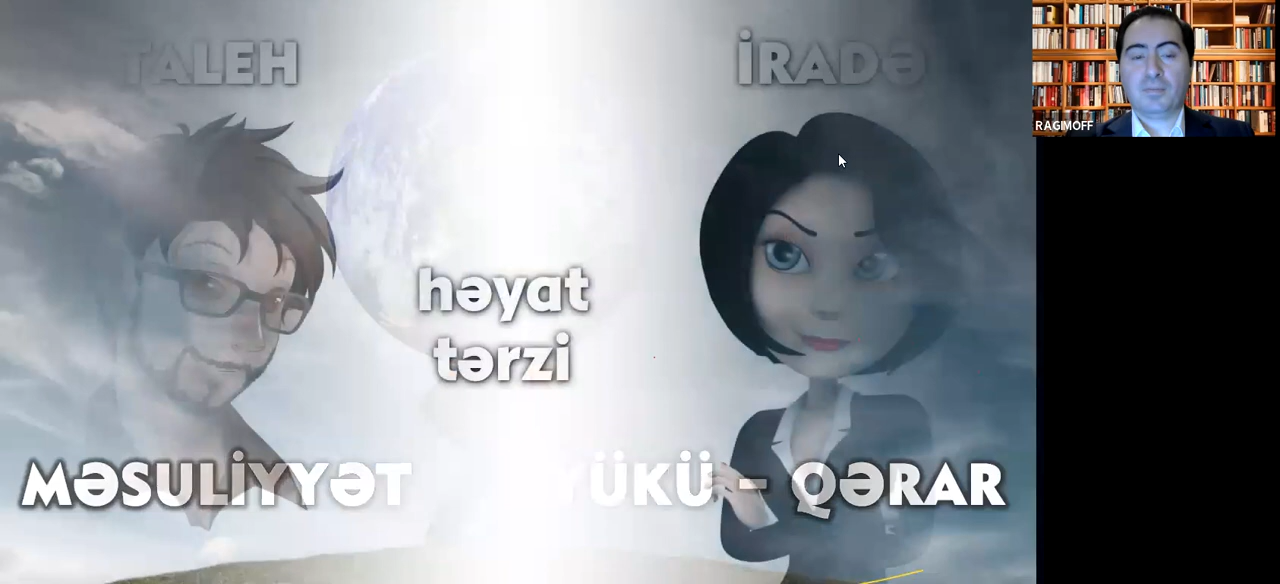 TALEH
İRADƏ
RAGIMOFF
həyat
tərzi
MƏSULİYYƏT YÜKÜ - QƏRAR